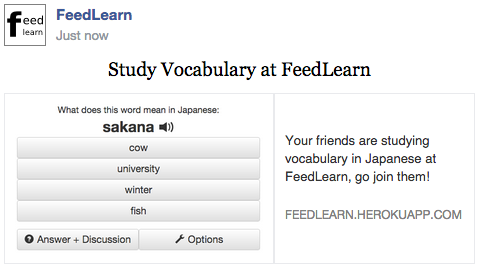 feed
learn
FeedLearn
Just now
Study Vocabulary at FeedLearn
What does this word mean in Japanese:
sakana
cow
university
winter
fish
Answer + Discussion
Options
Your friends are studying
vocabulary in Japanese at
FeedLearn, go join them!
FEEDLEARN.HEROKUAPP.COM